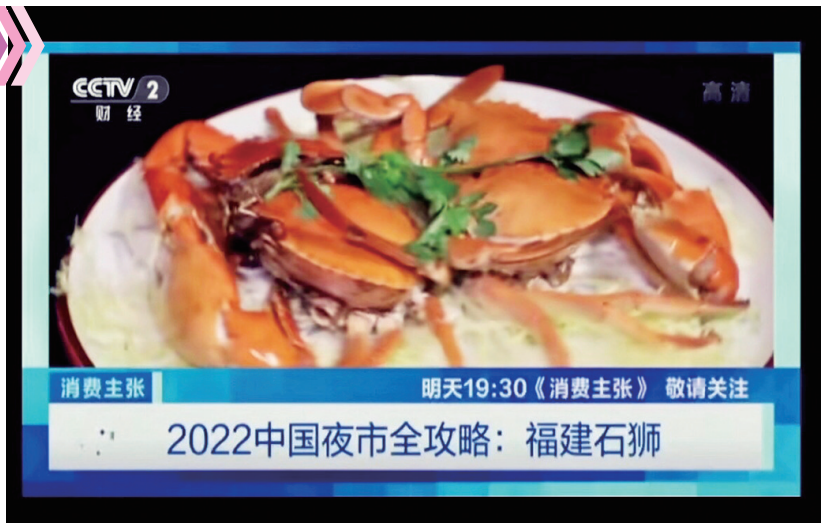 CCTV 2
财经
高清
消费主张
明天19:30《消费主张》 敬请关注
2022中国夜市全攻略：福建石狮